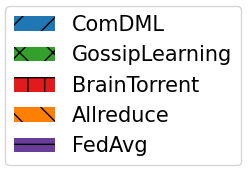 ComDML
GossipLearning
BrainTorrent
Allreduce
FedAvg